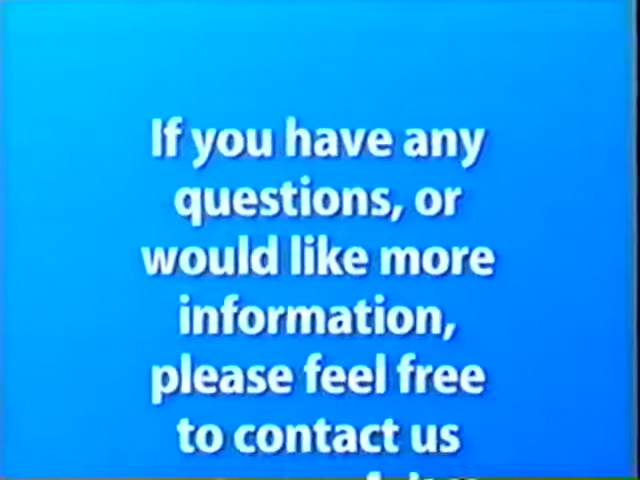 If you have any
questions, or
would like more
information,
please feel free
to contact us